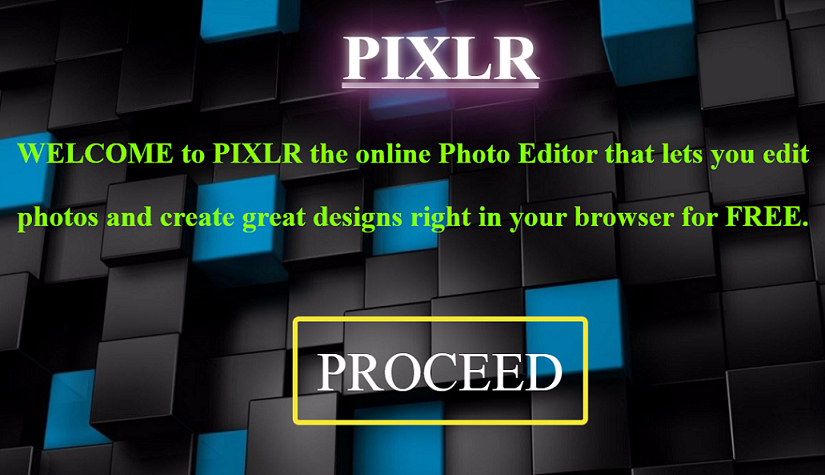 PIXLR
WELCOME to PIXLR the online Photo Editor that lets you edit
photos and create great designs right in your browser for FREE.
PROCEED